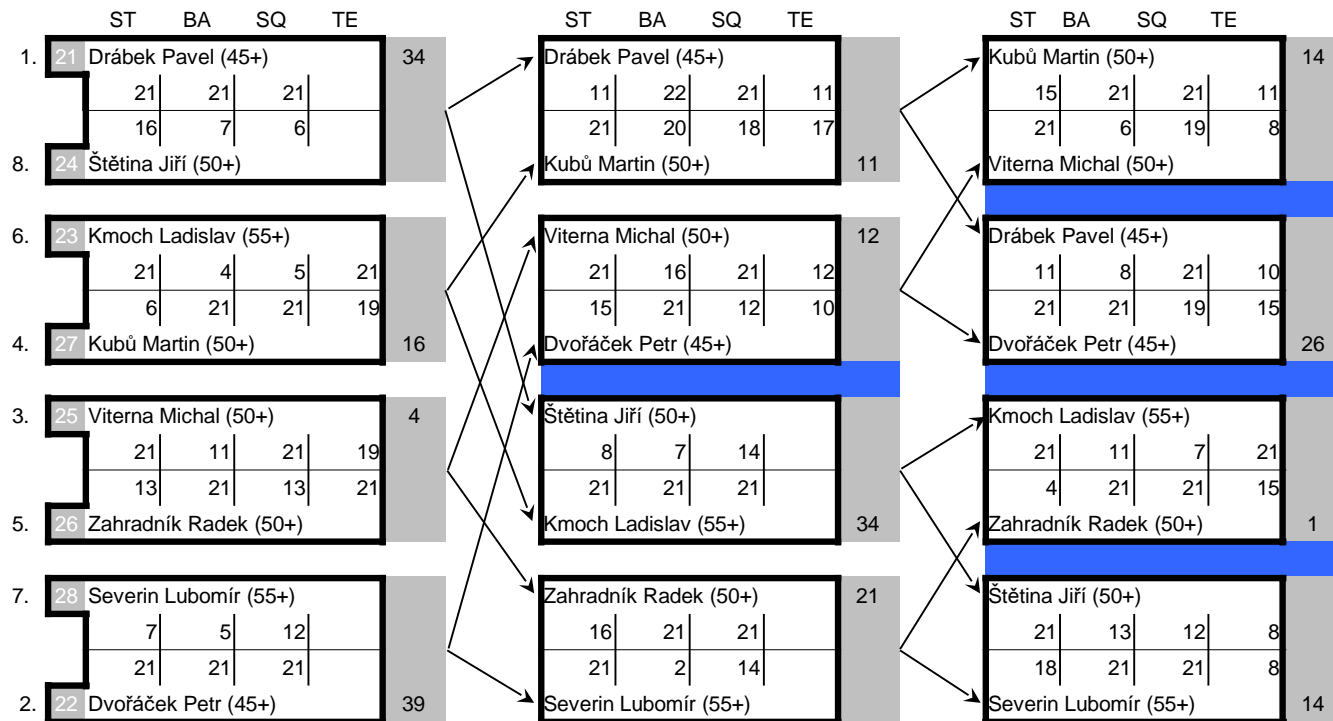 ST BA SQ TE ST BA SQ TE ST BA SQ TE
1. 21 Drábek Pavel (45+) 34 Drábek Pavel (45+) Kubů Martin (50+) 14
21 21 21 11 22 21 11 15 21 21 11
16 7 6 21 20 18 17 21 6 19 8
8. 24 Štětina Jiří (50+) Kubů Martin (50+) 11 Viterna Michal (50+)
6. 23 Kmoch Ladislav (55+) Viterna Michal (50+) 12 Drábek Pavel (45+)
21 4 5 21 21 16 21 12 11 8 21 10
6 21 21 19 15 21 12 10 21 21 19 15
4. 27 Kubů Martin (50+) 16 Dvořáček Petr (45+) Dvořáček Petr (45+) 26
3. 25 Viterna Michal (50+) 4 Štětina Jiří (50+) Kmoch Ladislav (55+)
21 11 21 19 8 7 14 21 11 7 21
13 21 13 21 21 21 21 4 21 21 15
5. 26 Zahradník Radek (50+) Kmoch Ladislav (55+) 34 Zahradník Radek (50+) 1
7. 28 Severin Lubomír (55+) Zahradník Radek (50+) 21 Štětina Jiří (50+)
7 5 12 16 21 21 21 13 12 8
21 21 21 21 2 14 18 21 21 8
2. 22 Dvořáček Petr (45+) 39 Severin Lubomír (55+) Severin Lubomír (55+) 14